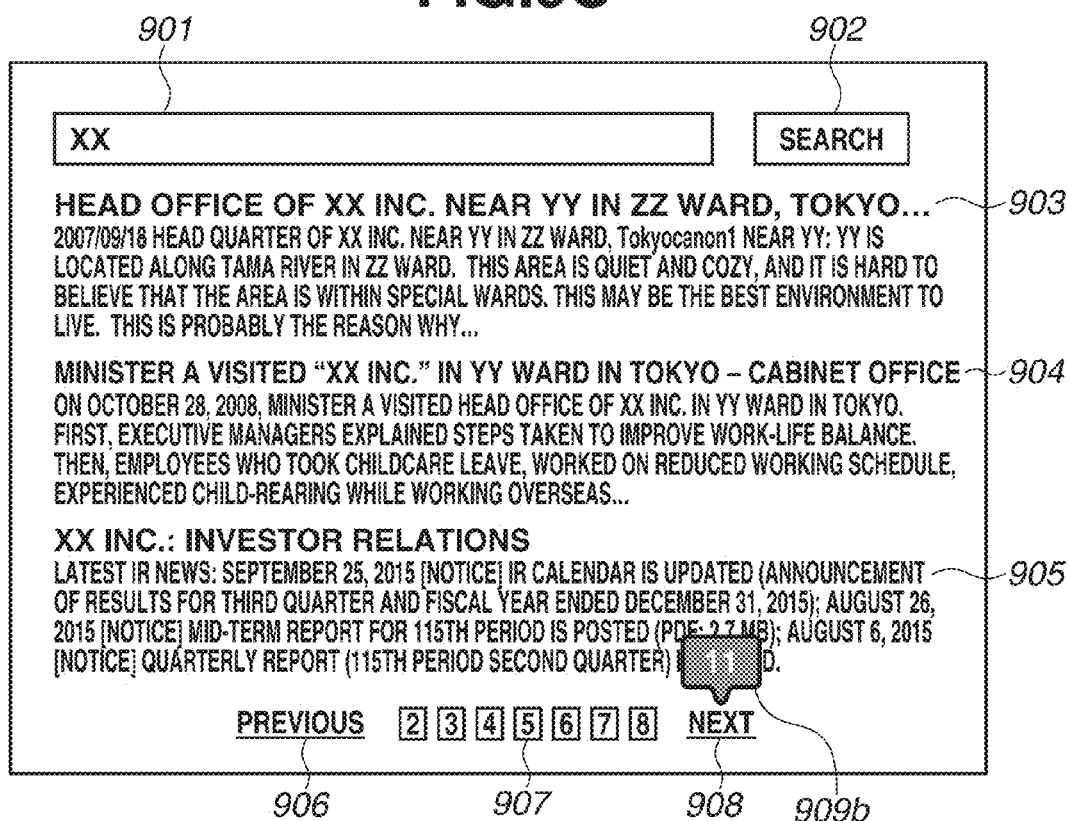 901
902
XX
SEARCH
HEAD OFFICE OF XX INC. NEAR YY IN ZZ WARD, TOKYO...
903
2007/09/18 HEAD QUARTER OF XX INC. NEAR YY IN ZZ WARD, Tokyocanon1 NEAR YY: YY IS
LOCATED ALONG TAMA RIVER IN ZZ WARD. THIS AREA IS QUIET AND COZY, AND IT IS HARD TO
BELIEVE THAT THE AREA IS WITHIN SPECIAL WARDS. THIS MAY BE THE BEST ENVIRONMENT TO
LIVE. THIS IS PROBABLY THE REASON WHY...
MINISTER A VISITED “XX INC.” IN YY WARD IN TOKYO – CABINET OFFICE
904
ON OCTOBER 28, 2008, MINISTER A VISITED HEAD OFFICE OF XX INC. IN YY WARD IN TOKYO.
FIRST, EXECUTIVE MANAGERS EXPLAINED STEPS TAKEN TO IMPROVE WORK-LIFE BALANCE.
THEN, EMPLOYEES WHO TOOK CHILDCARE LEAVE, WORKED ON REDUCED WORKING SCHEDULE,
EXPERIENCED CHILD-REARING WHILE WORKING OVERSEAS...
XX INC.: INVESTOR RELATIONS
LATEST IR NEWS: SEPTEMBER 25, 2015 [NOTICE] IR CALENDAR IS UPDATED (ANNOUNCEMENT
905
OF RESULTS FOR THIRD QUARTER AND FISCAL YEAR ENDED DECEMBER 31, 2015); AUGUST 26,
2015 [NOTICE] MID-TERM REPORT FOR 115TH PERIOD IS POSTED (PDF: 2.7 MB); AUGUST 6, 2015
[NOTICE] QUARTERLY REPORT (115TH PERIOD SECOND QUARTER) D.
11
PREVIOUS 2 3 4 5 6 7 8 NEXT
906 907 908 909b